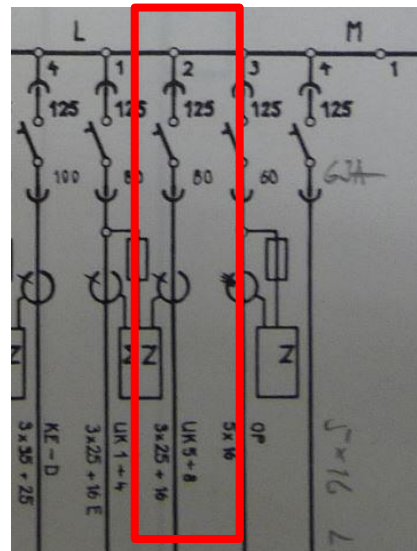 L M
4 1 2 3 4 1
125 125 125 125 125
100 80 80 60 63A
Z Z Z Z
3x35+25
KE-D
3x25+16 E
UK 1÷4
3x25+16
UK 5÷8
5x16
OP
5x16